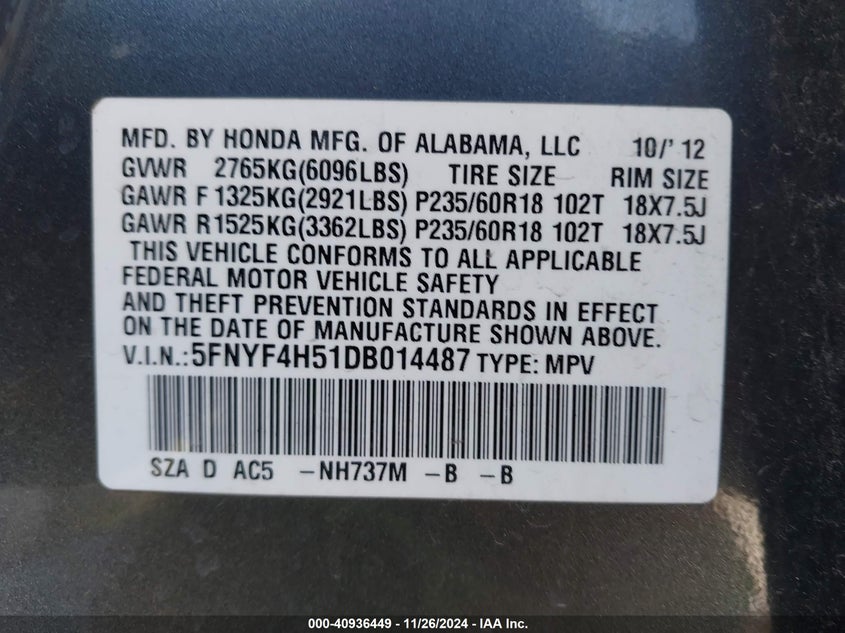 MFD. BY HONDA MFG. OF ALABAMA, LLC 10/' 12
GVWR 2765KG(6096LBS) TIRE SIZE RIM SIZE
GAWR F 1325KG(2921LBS) P235/60R18 102T 18X7.5J
GAWR R 1525KG(3362LBS) P235/60R18 102T 18X7.5J
THIS VEHICLE CONFORMS TO ALL APPLICABLE
FEDERAL MOTOR VEHICLE SAFETY
AND THEFT PREVENTION STANDARDS IN EFFECT
ON THE DATE OF MANUFACTURE SHOWN ABOVE.
V.I.N.: 5FNYF4H51DB014487 TYPE: MPV
SZA D AC5 -NH737M -B -B
000-40936449 - 11/26/2024 - IAA Inc.